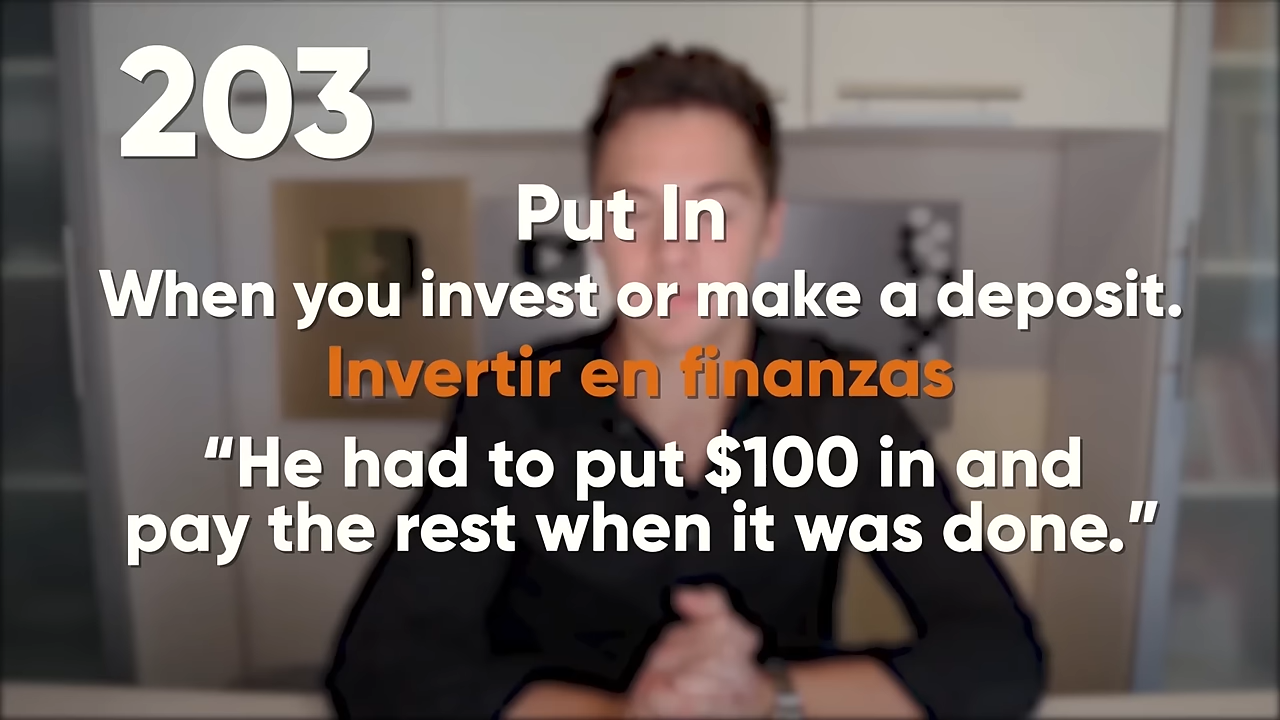 203
Put In
When you invest or make a deposit.
Invertir en finanzas
“He had to put $100 in and
pay the rest when it was done.”